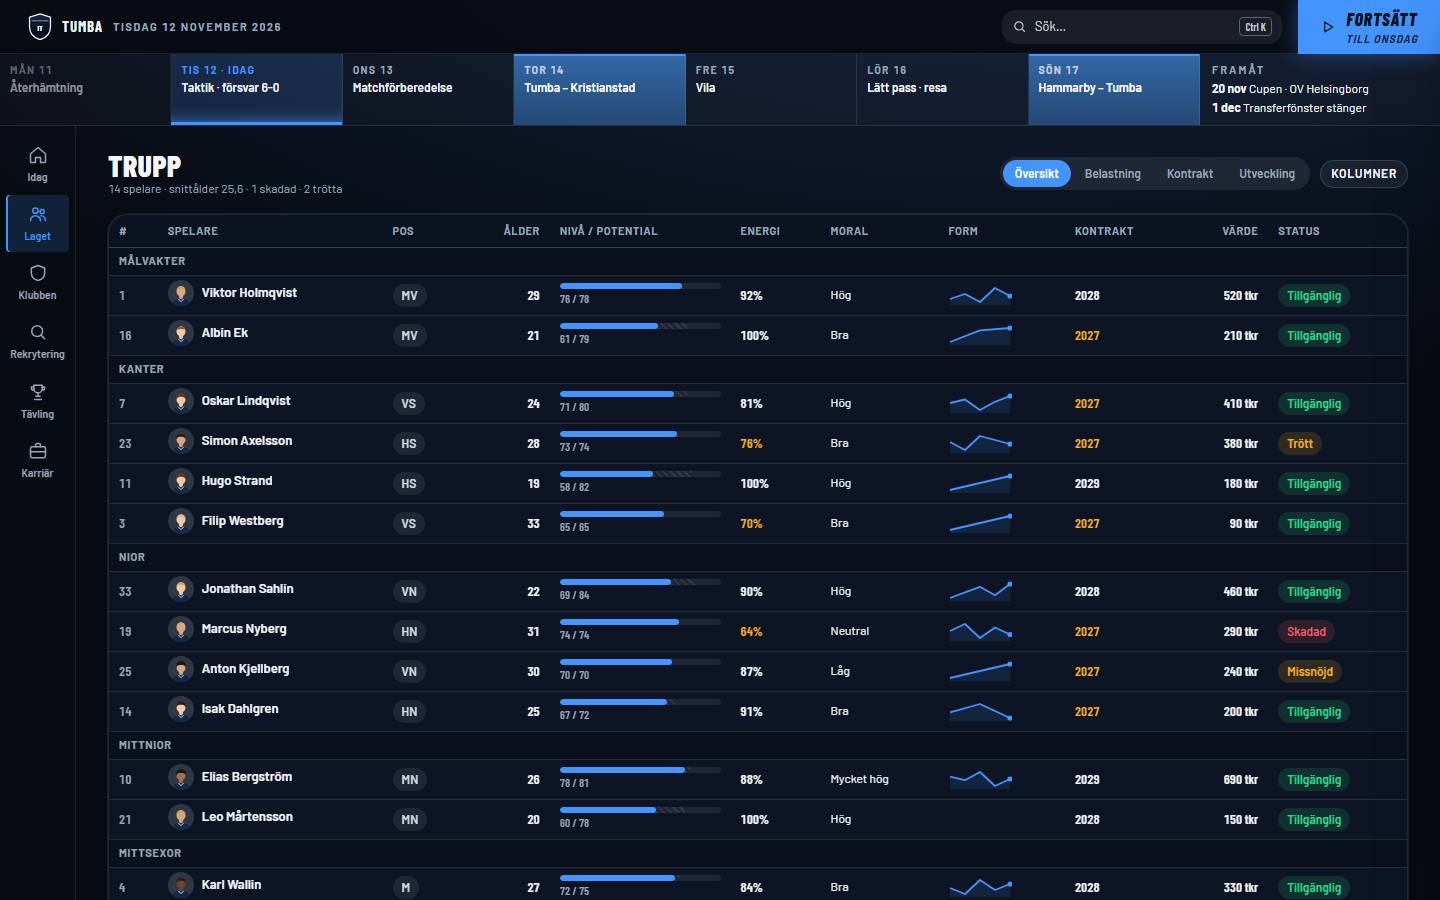 TUMBA TISDAG 12 NOVEMBER 2026
Sök... Ctrl K
FORTSÄTT
TILL ONSDAG
MÅN 11
Återhämtning
TIS 12 · IDAG
Taktik · försvar 6-0
ONS 13
Matchförberedelse
TOR 14
Tumba – Kristianstad
FRE 15
Vila
LÖR 16
Lätt pass · resa
SÖN 17
Hammarby – Tumba
FRAMÅT
20 nov Cupen · OV Helsingborg
1 dec Transferfönster stänger
Idag
Laget
Klubben
Rekrytering
Tävling
Karriär
TRUPP
14 spelare · snittålder 25,6 · 1 skadad · 2 trötta
Översikt Belastning Kontrakt Utveckling KOLUMNER
# SPELARE POS ÅLDER NIVÅ / POTENTIAL ENERGI MORAL FORM KONTRAKT VÄRDE STATUS
MÅLVAKTER
1 Viktor Holmqvist MV 29 76 / 78 92% Hög 2028 520 tkr Tillgänglig
16 Albin Ek MV 21 61 / 79 100% Bra 2027 210 tkr Tillgänglig
KANTER
7 Oskar Lindqvist VS 24 71 / 80 81% Hög 2027 410 tkr Tillgänglig
23 Simon Axelsson HS 28 73 / 74 76% Bra 2027 380 tkr Trött
11 Hugo Strand HS 19 58 / 82 100% Hög 2029 180 tkr Tillgänglig
3 Filip Westberg VS 33 65 / 65 70% Bra 2027 90 tkr Tillgänglig
NIOR
33 Jonathan Sahlin VN 22 69 / 84 90% Hög 2028 460 tkr Tillgänglig
19 Marcus Nyberg HN 31 74 / 74 64% Neutral 2027 290 tkr Skadad
25 Anton Kjellberg VN 30 70 / 70 87% Låg 2027 240 tkr Missnöjd
14 Isak Dahlgren HN 25 67 / 72 91% Bra 2027 200 tkr Tillgänglig
MITTNIOR
10 Elias Bergström MN 26 78 / 81 88% Mycket hög 2029 690 tkr Tillgänglig
21 Leo Mårtensson MN 20 60 / 78 100% Hög 2028 150 tkr Tillgänglig
MITTSEXOR
4 Karl Wallin M 27 72 / 75 84% Bra 2028 330 tkr Tillgänglig